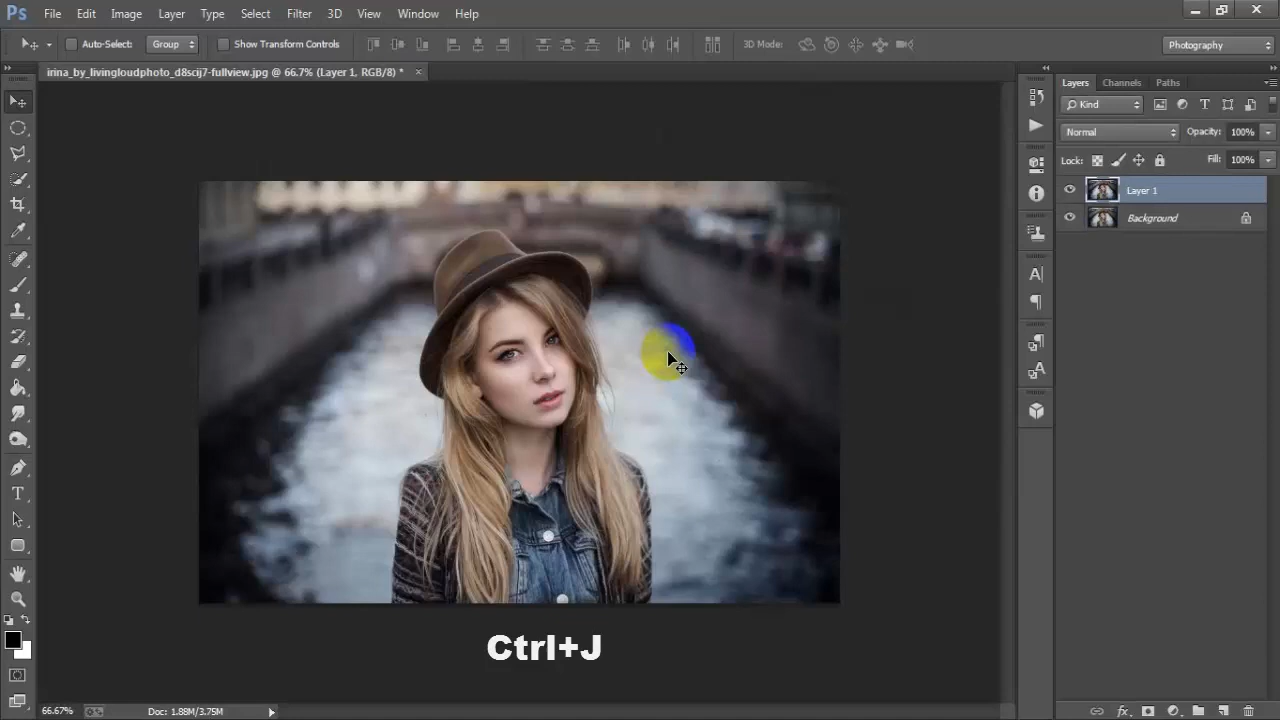 Ps File Edit Image Layer Type Select Filter 3D View Window Help
Auto-Select: Group Show Transform Controls 3D Mode: Photography
irina_by_livingloudphoto_d8scij7-fullview.jpg @ 66.7% (Layer 1, RGB/8) * ×
Layers Channels Paths
Kind
Normal Opacity: 100%
Lock: Fill: 100%
Layer 1
Background
Ctrl+J
66.67% Doc: 1.88M/3.75M